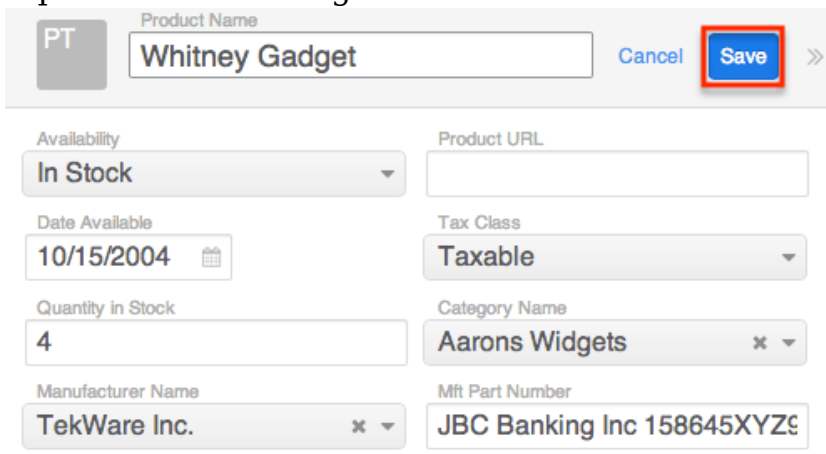 Product Name
PT
Whitney Gadget
Cancel
Save
Availability
Product URL
In Stock
Date Available
Tax Class
10/15/2004
Taxable
Quantity in Stock
Category Name
4
Aarons Widgets
Manufacturer Name
Mft Part Number
TekWare Inc.
JBC Banking Inc 158645XYZ9